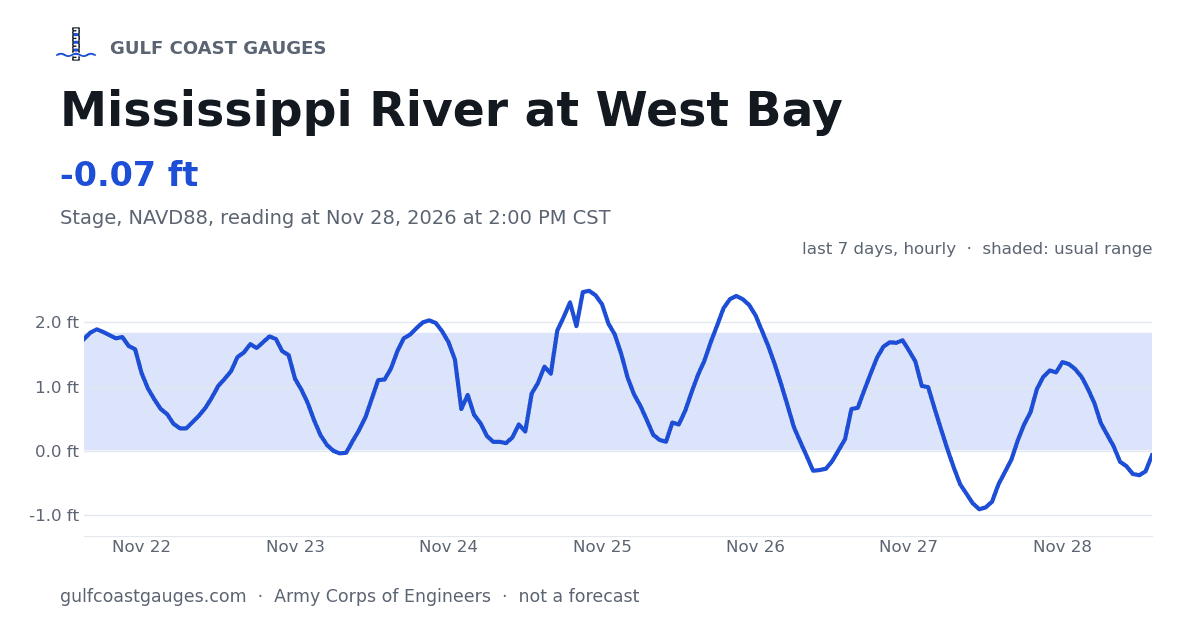 GULF COAST GAUGES
Mississippi River at West Bay
-0.07 ft
Stage, NAVD88, reading at Nov 28, 2026 at 2:00 PM CST
last 7 days, hourly · shaded: usual range
2.0 ft
1.0 ft
0.0 ft
-1.0 ft
Nov 22 Nov 23 Nov 24 Nov 25 Nov 26 Nov 27 Nov 28
gulfcoastgauges.com · Army Corps of Engineers · not a forecast